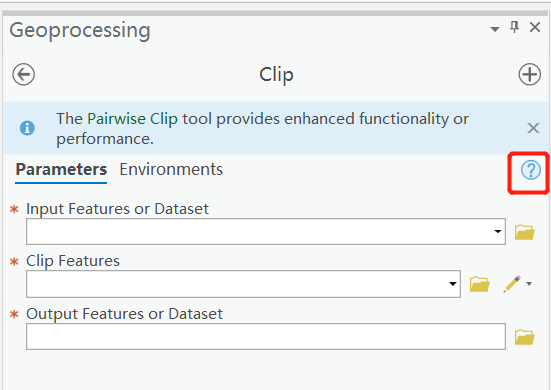 Geoprocessing
Clip
The Pairwise Clip tool provides enhanced functionality or
performance.
Parameters Environments
* Input Features or Dataset
* Clip Features
* Output Features or Dataset